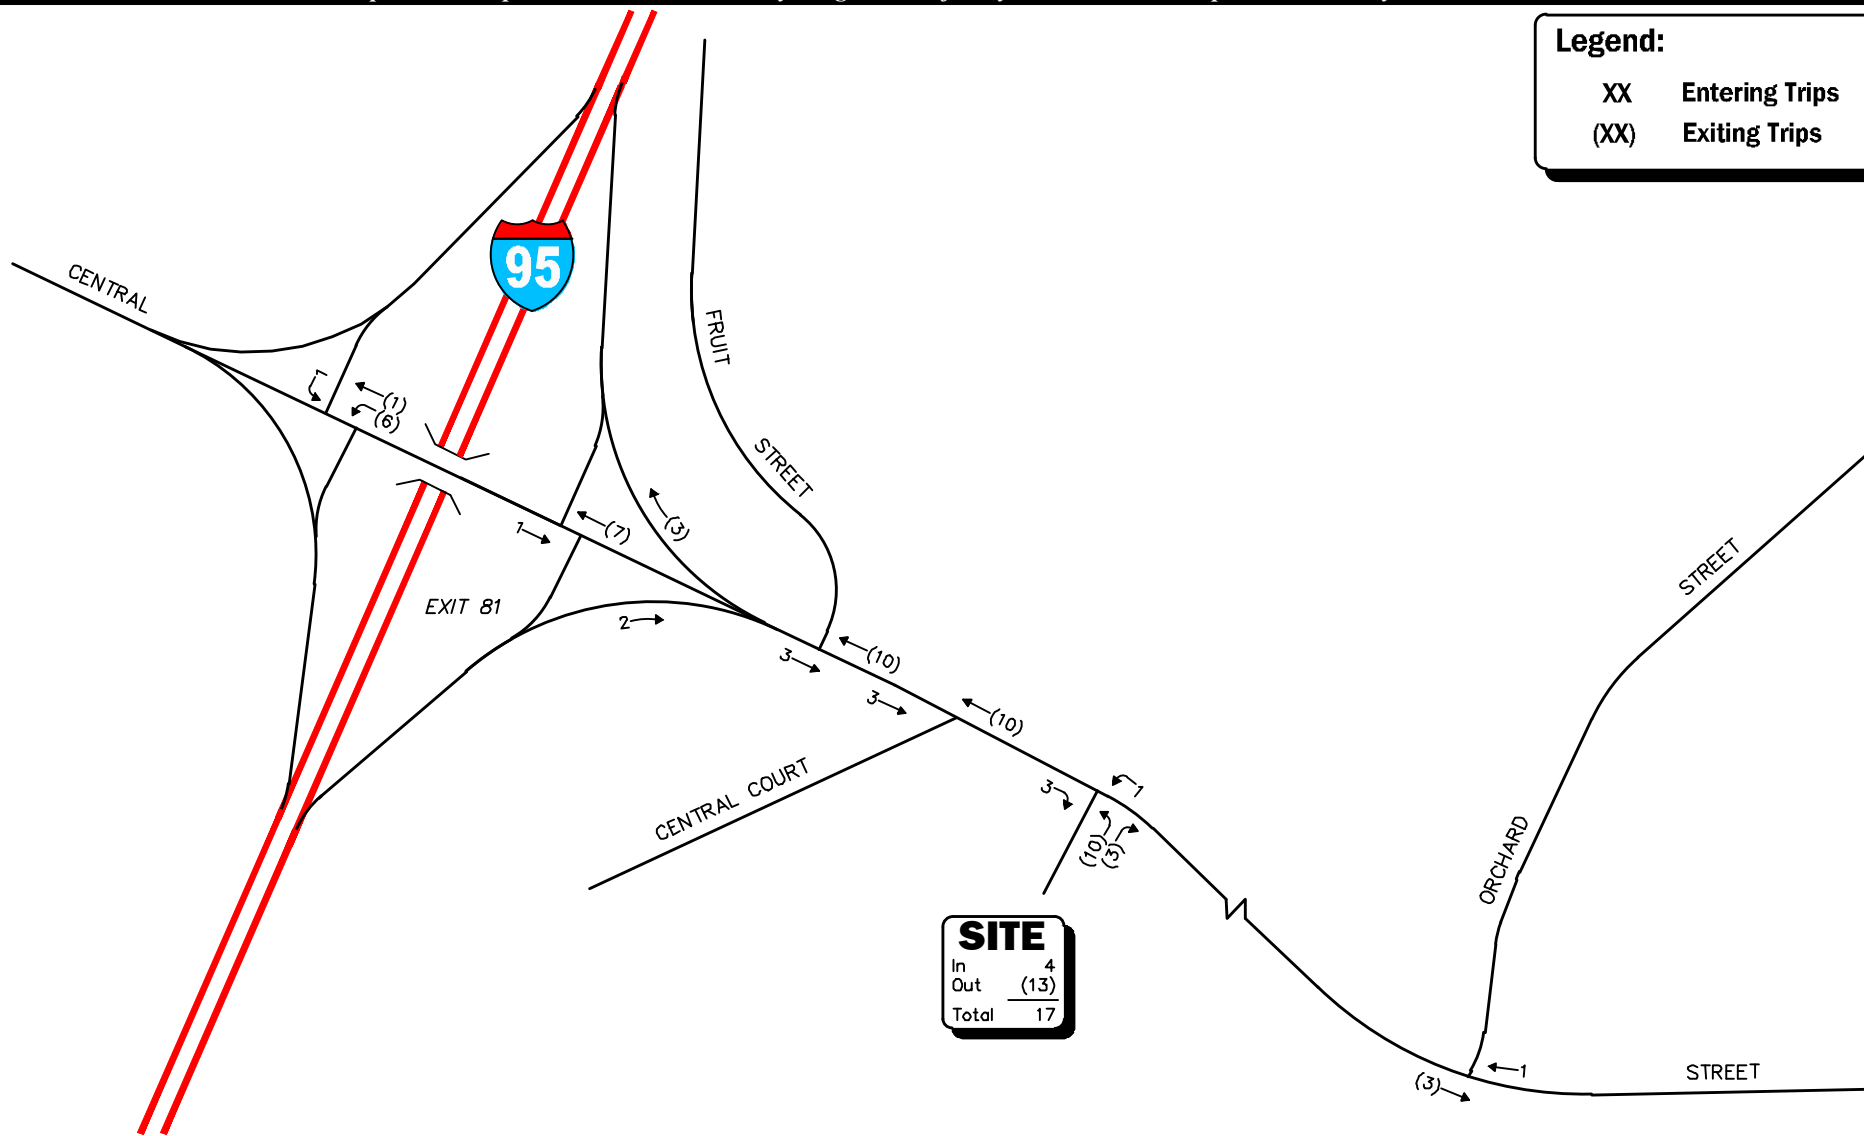 Legend:
XX Entering Trips
(XX) Exiting Trips
95
CENTRAL
FRUIT
STREET
1
(1)
(6)
1
(7)
(3)
EXIT 81
2
3
(10)
3
(10)
CENTRAL COURT
3
1
(10)
(3)
SITE
In 4
Out (13)
Total 17
STREET
ORCHARD
1
(3)
STREET